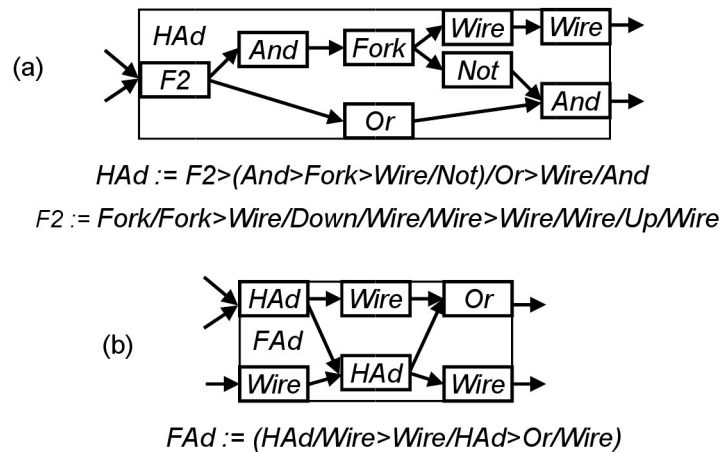 (a)
HAd
F2
And
Fork
Wire
Wire
Not
Or
And
HAd := F2>(And>Fork>Wire/Not)/Or>Wire/And
F2 := Fork/Fork>Wire/Down/Wire/Wire>Wire/Wire/Up/Wire
(b)
HAd
Wire
Or
FAd
Wire
HAd
Wire
FAd := (HAd/Wire>Wire/HAd>Or/Wire)